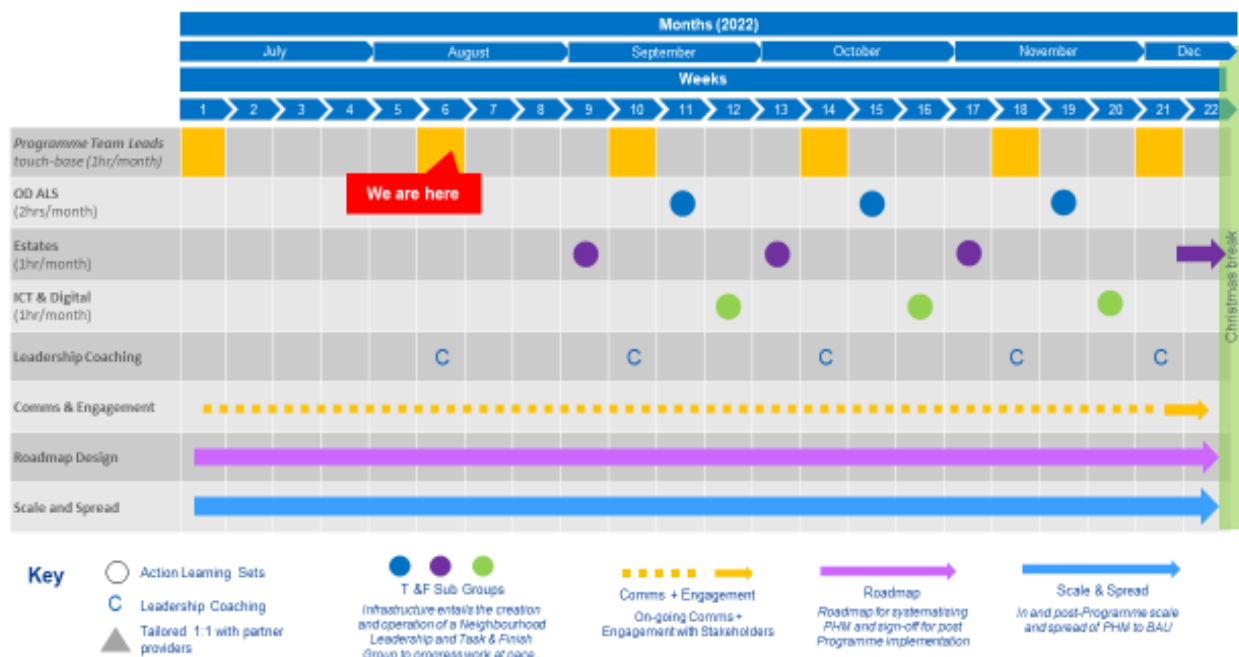 Months (2022)
July August September October November Dec
Weeks
1 2 3 4 5 6 7 8 9 10 11 12 13 14 15 16 17 18 19 20 21 22
Programme Team Leads
touch-base (1hr/month)
We are here
OD ALS
(2hrs/month)
Estates
(1hr/month)
ICT & Digital
(1hr/month)
Leadership Coaching
C C C C C
Comms & Engagement
Roadmap Design
Scale and Spread
Christmas break
Key
Action Learning Sets
C Leadership Coaching
Tailored 1:1 with partner
providers
T &F Sub Groups
Infrastructure entails the creation
and operation of a Neighbourhood
Leadership and Task & Finish
Group to progress work at pace
Comms + Engagement
On-going Comms +
Engagement with Stakeholders
Roadmap
Roadmap for systematising
PHM and sign-off for post
Programme implementation
Scale & Spread
In and post-Programme scale
and spread of PHM to BAU